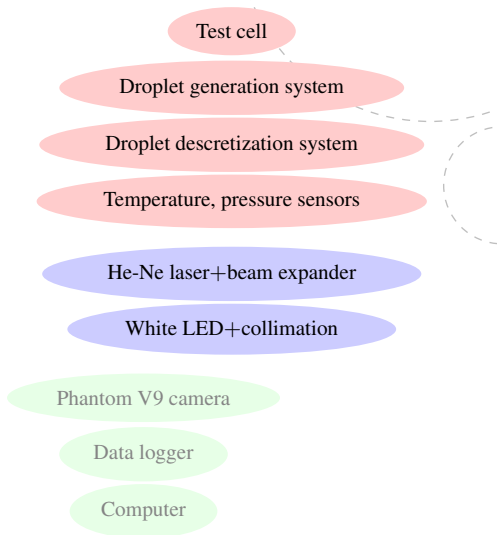 Test cell
Droplet generation system
Droplet descretization system
Temperature, pressure sensors
He-Ne laser+beam expander
White LED+collimation
Phantom V9 camera
Data logger
Computer